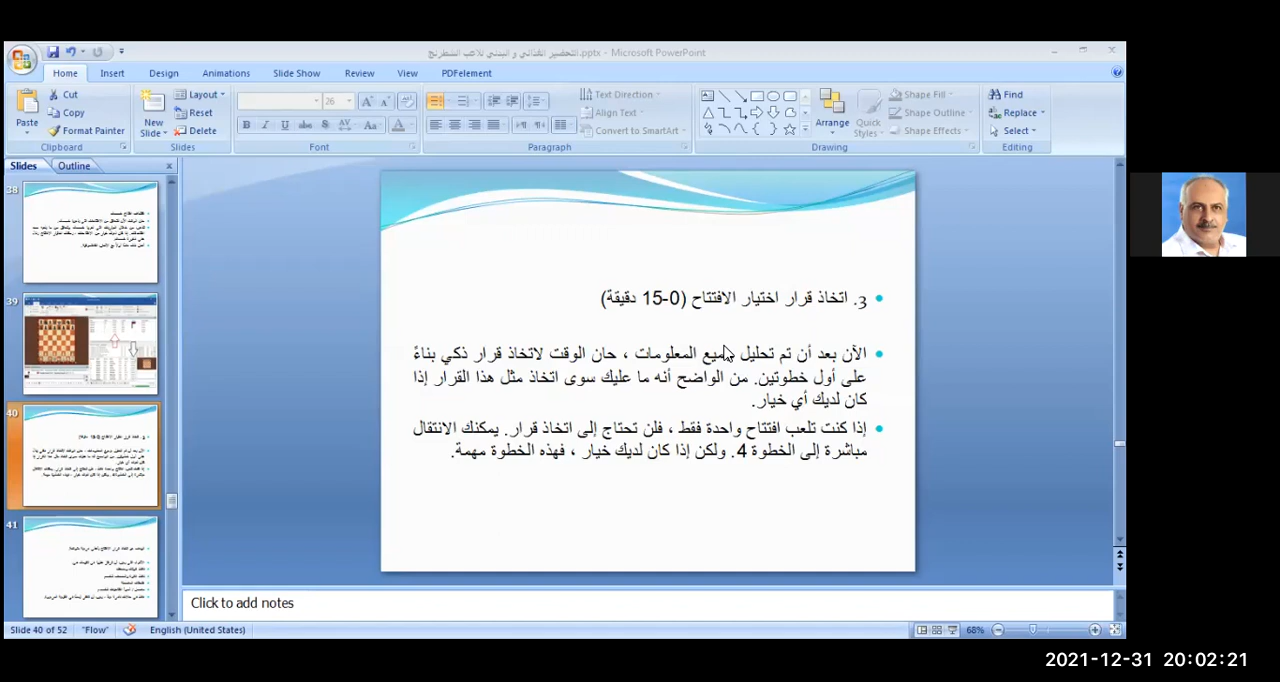 التحضير الذاتي و البيتي للاعب الشطرنج.pptx - Microsoft PowerPoint
Home Insert Design Animations Slide Show Review View PDFelement
Paste
Cut
Copy
Format Painter
Clipboard
New Slide
Layout
Reset
Delete
Slides
26
Font
Text Direction
Align Text
Convert to SmartArt
Paragraph
Arrange
Quick Styles
Shape Fill
Shape Outline
Shape Effects
Drawing
Find
Replace
Select
Editing
Slides Outline
38
39
40
41
3. اتخاذ قرار اختيار الافتتاح (0-15 دقيقة)
الآن بعد أن تم تحليل جميع المعلومات ، حان الوقت لاتخاذ قرار ذكي بناءً
على أول خطوتين. من الواضح أنه ما عليك سوى اتخاذ مثل هذا القرار إذا
كان لديك أي خيار.
إذا كنت تلعب افتتاح واحدة فقط ، فلن تحتاج إلى اتخاذ قرار. يمكنك الانتقال
مباشرة إلى الخطوة 4. ولكن إذا كان لديك خيار ، فهذه الخطوة مهمة.
Click to add notes
Slide 40 of 52 "Flow" English (United States) 68%
2021-12-31 20:02:21